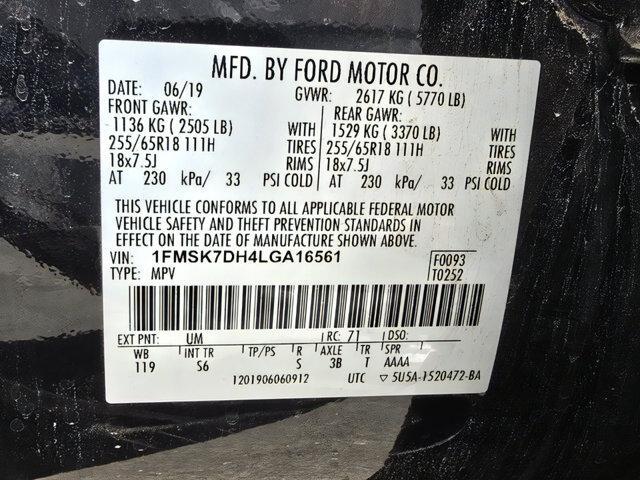 MFD. BY FORD MOTOR CO.
DATE: 06/19 GVWR: 2617 KG ( 5770 LB)
FRONT GAWR: REAR GAWR:
1136 KG ( 2505 LB) WITH 1529 KG ( 3370 LB) WITH
255/65R18 111H TIRES 255/65R18 111H TIRES
18x7.5J RIMS 18x7.5J RIMS
AT 230 kPa/ 33 PSI COLD AT 230 kPa/ 33 PSI COLD
THIS VEHICLE CONFORMS TO ALL APPLICABLE FEDERAL MOTOR
VEHICLE SAFETY AND THEFT PREVENTION STANDARDS IN
EFFECT ON THE DATE OF MANUFACTURE SHOWN ABOVE.
VIN: 1FMSK7DH4LGA16561 F0093
TYPE: MPV T0252
EXT PNT: UM RC: 71 DSO:
WB INT TR TP/PS R AXLE TR SPR
119 S6 S 3B T AAAA
1201906060912 UTC ▽ 5U5A-1520472-BA